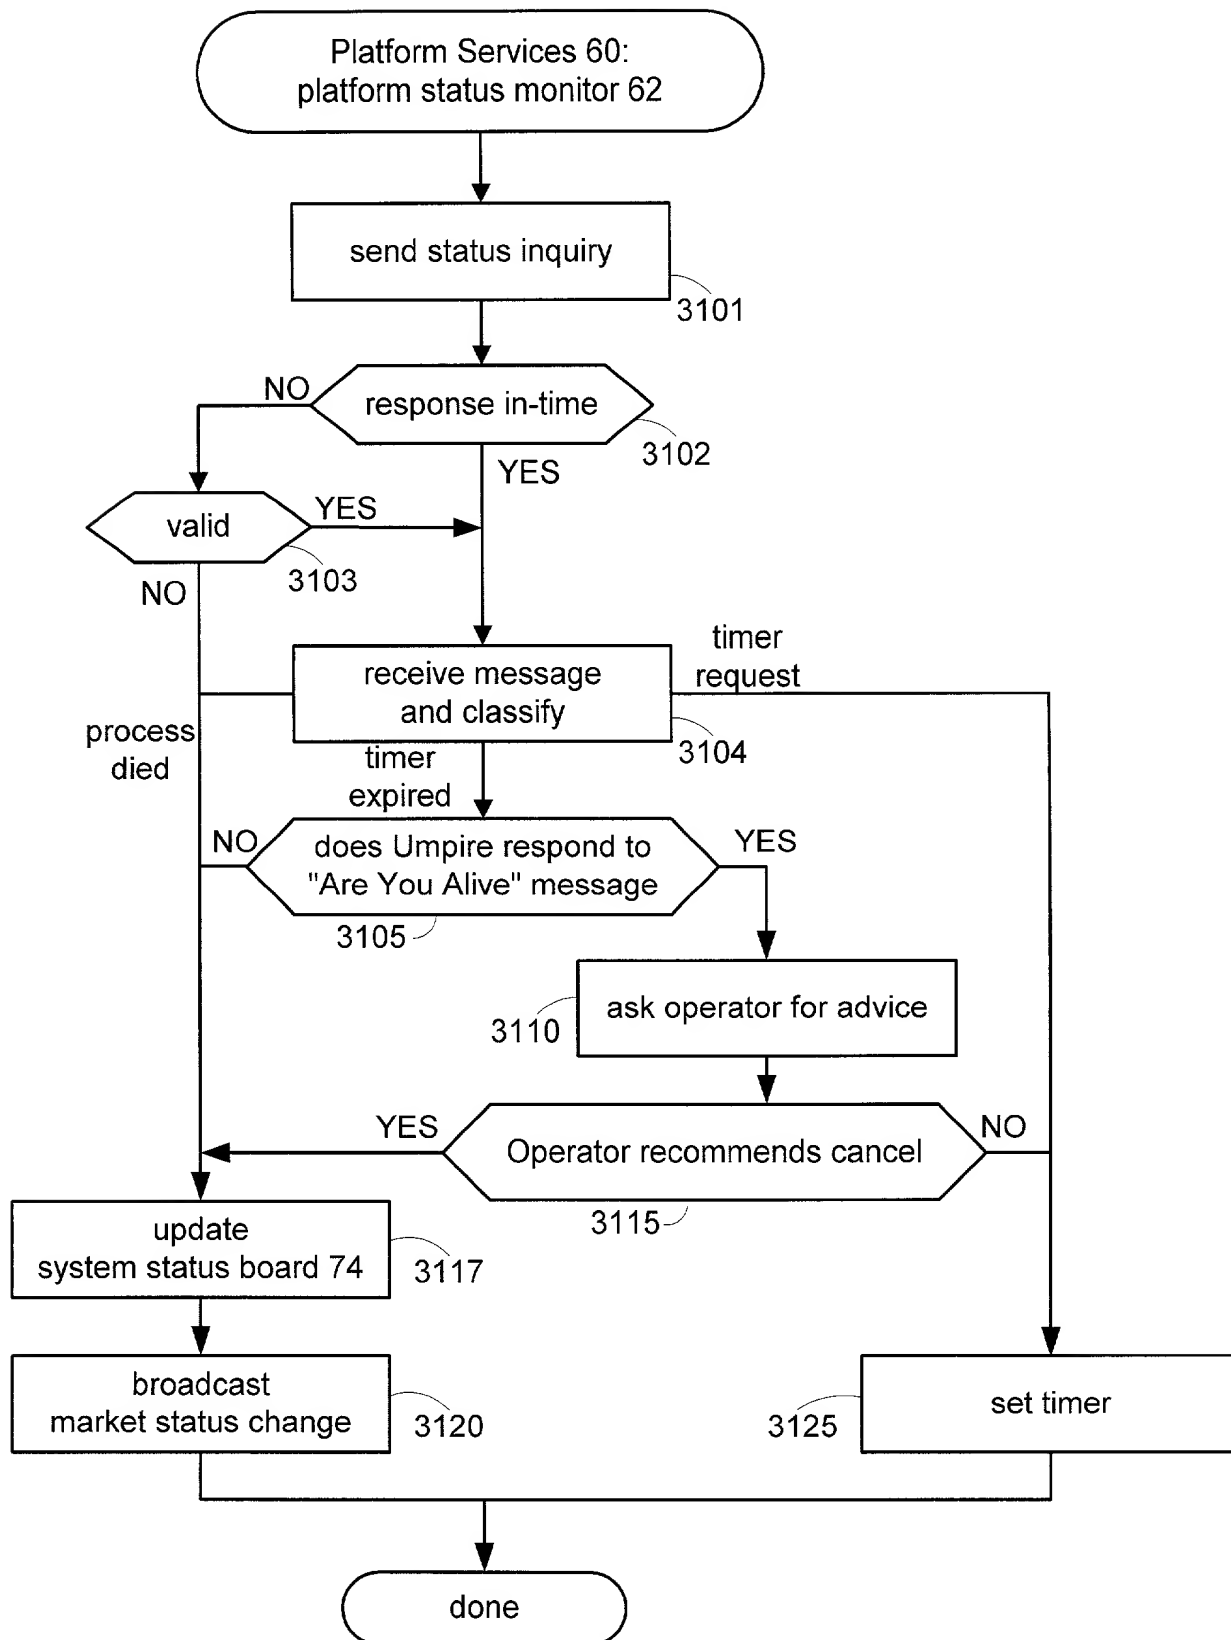 Platform Services 60:
platform status monitor 62
send status inquiry
3101
NO
response in-time
3102
YES
valid
YES
3103
NO
timer
request
receive message
and classify
3104
process
died
timer
expired
NO
does Umpire respond to
"Are You Alive" message
YES
3105
ask operator for advice
3110
YES
Operator recommends cancel
NO
3115
update
system status board 74
3117
broadcast
market status change
3120
set timer
3125
done